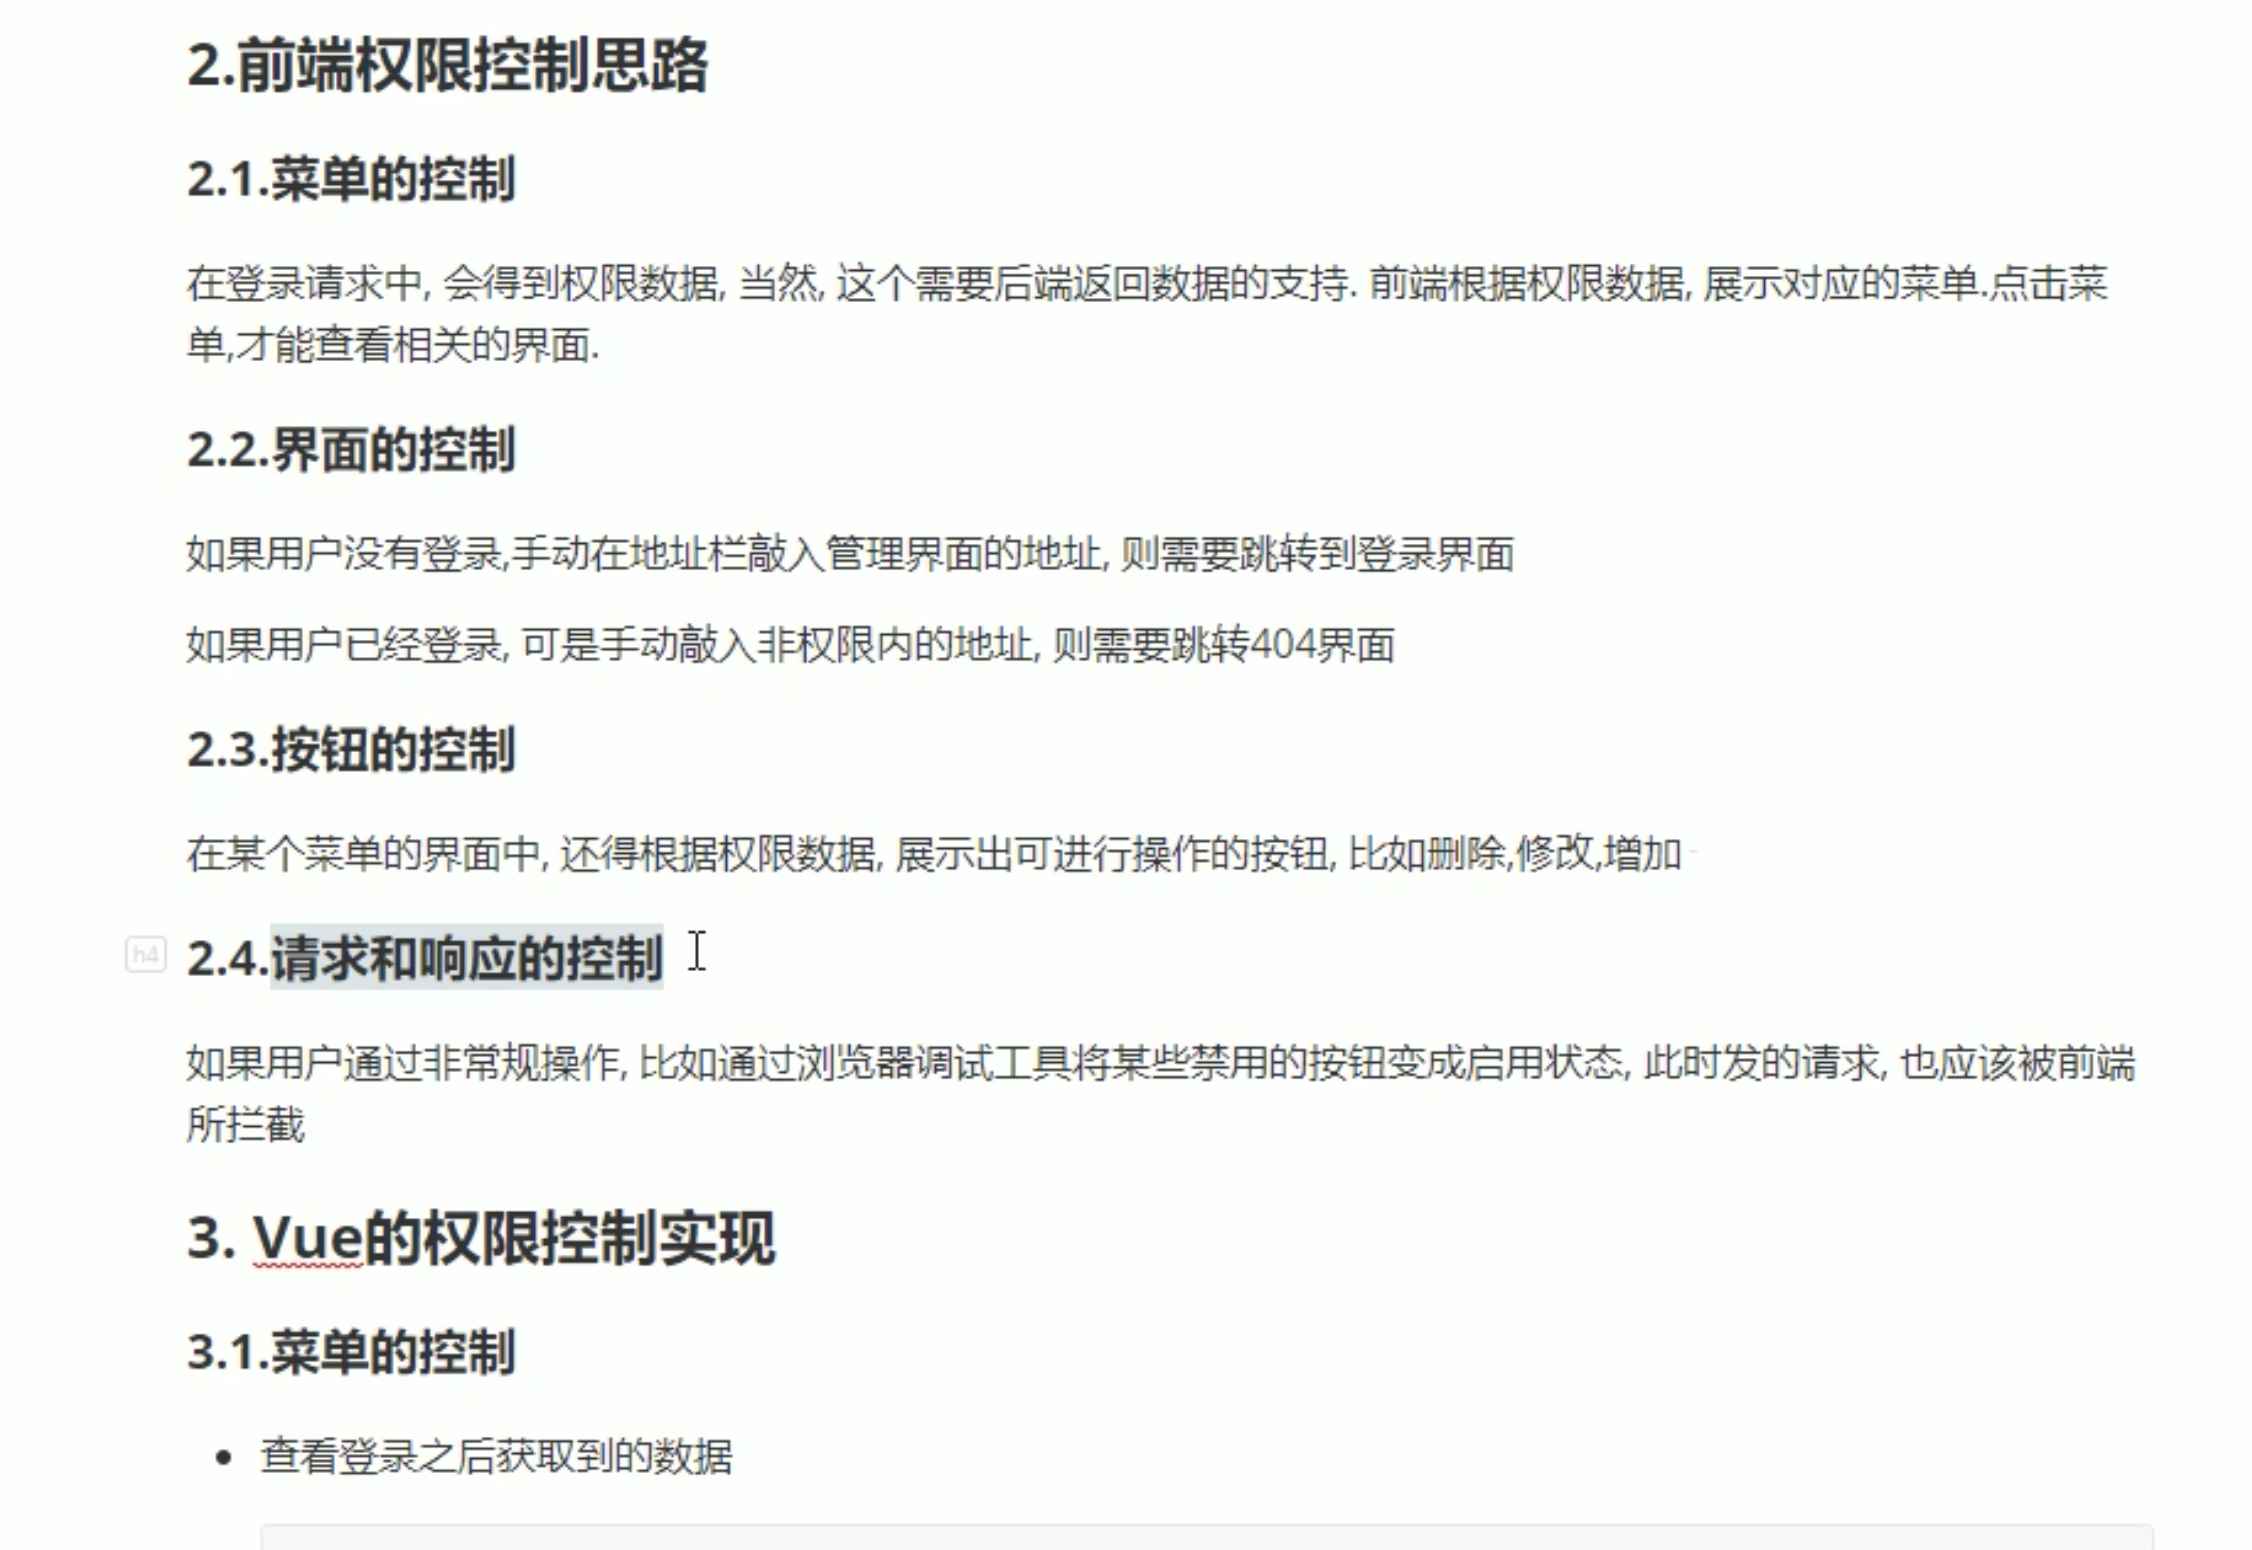 2.前端权限控制思路
2.1.菜单的控制
在登录请求中, 会得到权限数据, 当然, 这个需要后端返回数据的支持. 前端根据权限数据, 展示对应的菜单.点击菜
单,才能查看相关的界面.
2.2.界面的控制
如果用户没有登录,手动在地址栏敲入管理界面的地址, 则需要跳转到登录界面
如果用户已经登录, 可是手动敲入非权限内的地址, 则需要跳转404界面
2.3.按钮的控制
在某个菜单的界面中, 还得根据权限数据, 展示出可进行操作的按钮, 比如删除,修改,增加
h4 2.4.请求和响应的控制
如果用户通过非常规操作, 比如通过浏览器调试工具将某些禁用的按钮变成启用状态, 此时发的请求, 也应该被前端
所拦截
3. Vue的权限控制实现
3.1.菜单的控制
• 查看登录之后获取到的数据